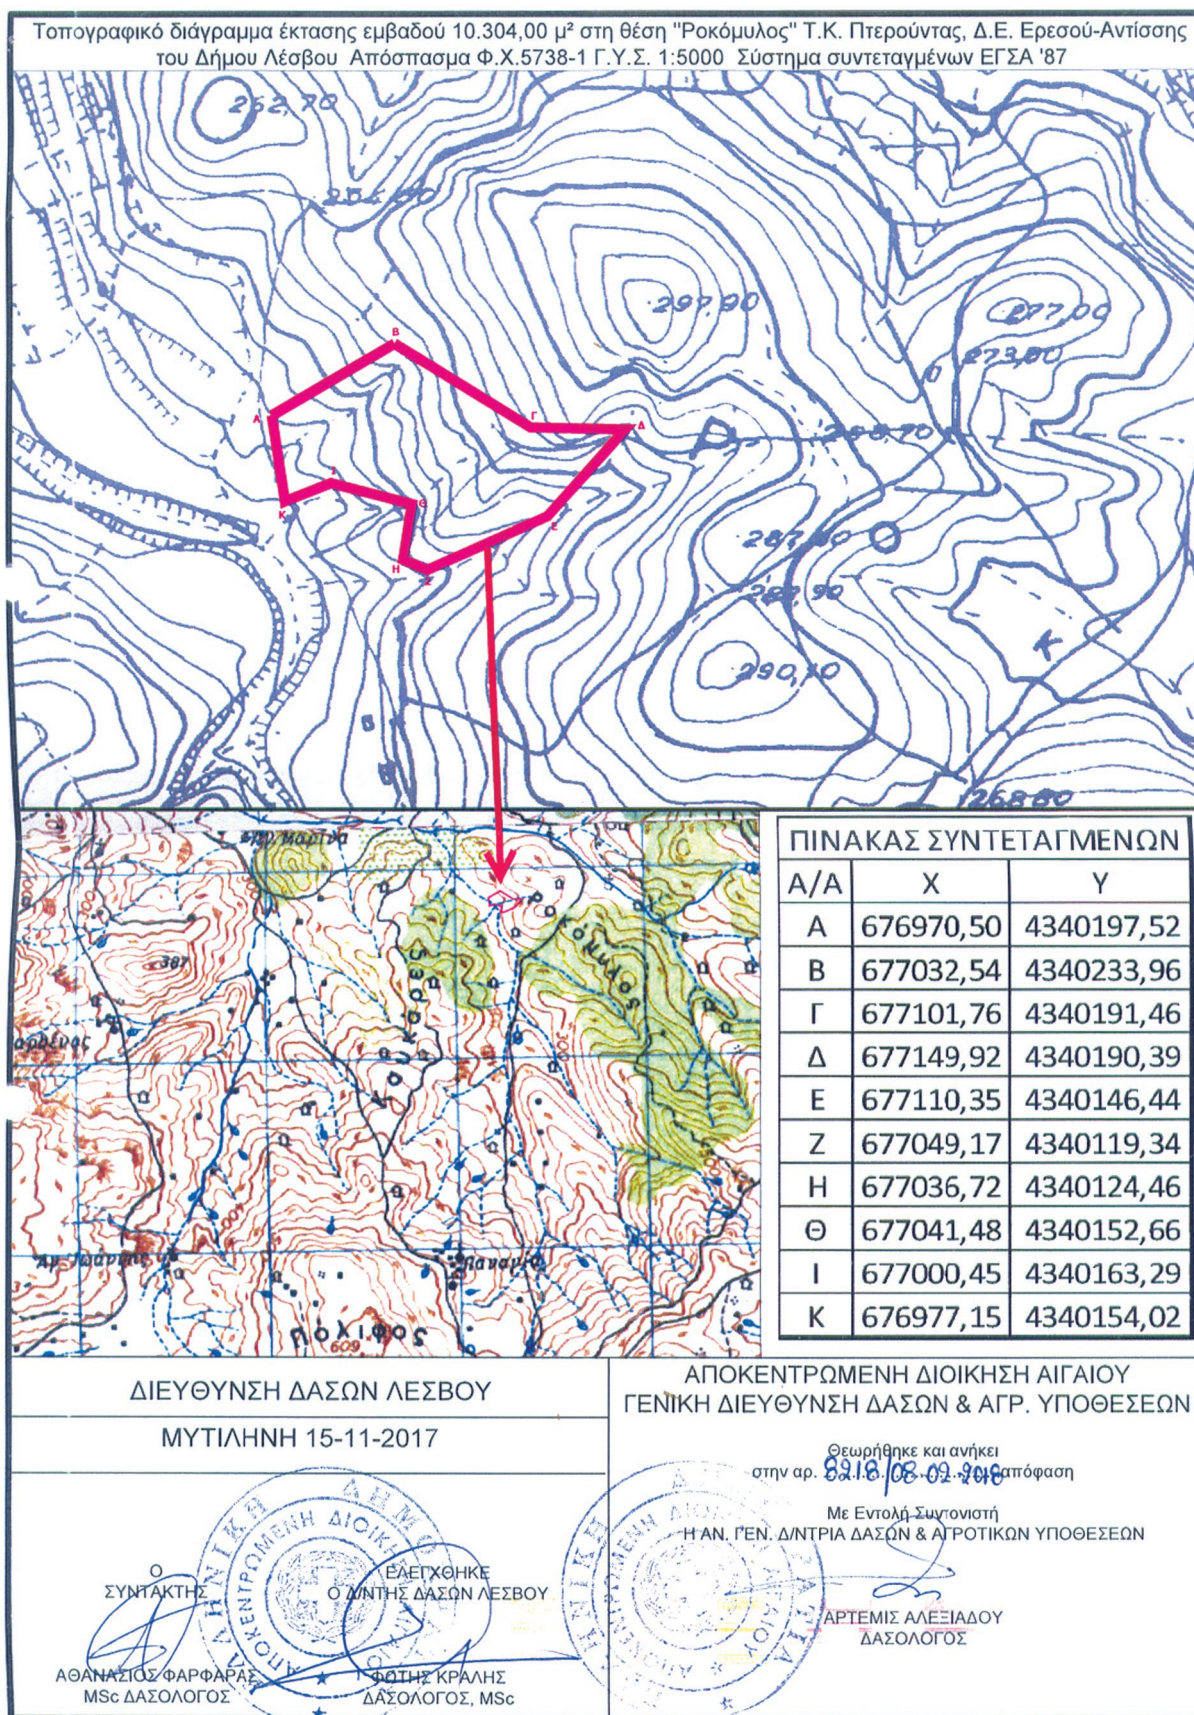 Τοπογραφικό διάγραμμα έκτασης εμβαδού 10.304,00 μ² στη θέση "Ροκόμυλος" Τ.Κ. Πτερούντας, Δ.Ε. Ερεσού-Αντίσσης
του Δήμου Λέσβου Απόσπασμα Φ.Χ.5738-1 Γ.Υ.Σ. 1:5000 Σύστημα συντεταγμένων ΕΓΣΑ '87
262,70
297,90
277,00
273,80
Β
Α
Γ
Δ
Ρ
Ι
Κ
Θ
Ε
Η
Ζ
290,10
Κ
268,80
387
Ροκόμυλος
609
ΠΙΝΑΚΑΣ ΣΥΝΤΕΤΑΓΜΕΝΩΝ
Α/Α Χ Υ
Α 676970,50 4340197,52
Β 677032,54 4340233,96
Γ 677101,76 4340191,46
Δ 677149,92 4340190,39
Ε 677110,35 4340146,44
Ζ 677049,17 4340119,34
Η 677036,72 4340124,46
Θ 677041,48 4340152,66
Ι 677000,45 4340163,29
Κ 676977,15 4340154,02
ΔΙΕΥΘΥΝΣΗ ΔΑΣΩΝ ΛΕΣΒΟΥ
ΜΥΤΙΛΗΝΗ 15-11-2017
Ο
ΣΥΝΤΑΚΤΗΣ
ΑΘΑΝΑΣΙΟΣ ΦΑΡΦΑΡΑΣ
MSc ΔΑΣΟΛΟΓΟΣ
ΕΛΕΓΧΘΗΚΕ
Ο Δ/ΝΤΗΣ ΔΑΣΩΝ ΛΕΣΒΟΥ
ΦΩΤΗΣ ΚΡΑΛΗΣ
ΔΑΣΟΛΟΓΟΣ, MSc
ΑΠΟΚΕΝΤΡΩΜΕΝΗ ΔΙΟΙΚΗΣΗ ΑΙΓΑΙΟΥ
ΓΕΝΙΚΗ ΔΙΕΥΘΥΝΣΗ ΔΑΣΩΝ & ΑΓΡ. ΥΠΟΘΕΣΕΩΝ
Θεωρήθηκε και ανήκει
στην αρ. 8218/08-02-2018 απόφαση
Με Εντολή Συντονιστή
Η ΑΝ. ΓΕΝ. Δ/ΝΤΡΙΑ ΔΑΣΩΝ & ΑΓΡΟΤΙΚΩΝ ΥΠΟΘΕΣΕΩΝ
ΑΡΤΕΜΙΣ ΑΛΕΞΙΑΔΟΥ
ΔΑΣΟΛΟΓΟΣ